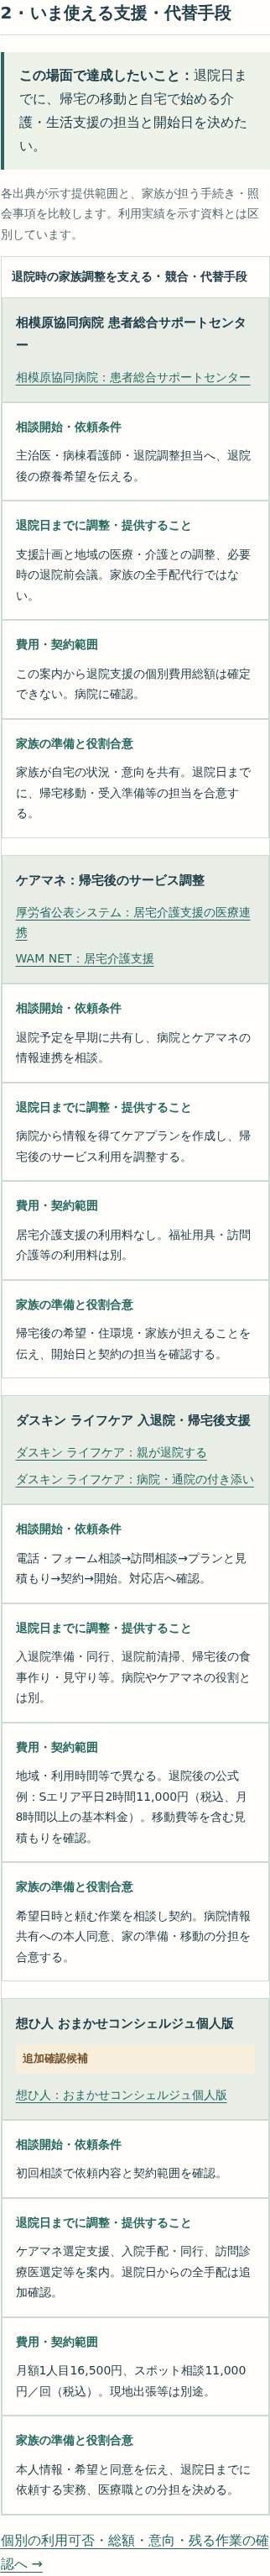 2・いま使える支援・代替手段
この場面で達成したいこと：退院日ま
でに、帰宅の移動と自宅で始める介
護・生活支援の担当と開始日を決めた
い。
各出典が示す提供範囲と、家族が担う手続き・照
会事項を比較します。利用実績を示す資料とは区
別しています。
退院時の家族調整を支える・競合・代替手段
相模原協同病院 患者総合サポートセンタ
ー
相模原協同病院：患者総合サポートセンター
相談開始・依頼条件
主治医・病棟看護師・退院調整担当へ、退院
後の療養希望を伝える。
退院日までに調整・提供すること
支援計画と地域の医療・介護との調整、必要
時の退院前会議。家族の全手配代行ではな
い。
費用・契約範囲
この案内から退院支援の個別費用総額は確定
できない。病院に確認。
家族の準備と役割合意
家族が自宅の状況・意向を共有。退院日まで
に、帰宅移動・受入準備等の担当を合意す
る。
ケアマネ：帰宅後のサービス調整
厚労省公表システム：居宅介護支援の医療連
携
WAM NET：居宅介護支援
相談開始・依頼条件
退院予定を早期に共有し、病院とケアマネの
情報連携を相談。
退院日までに調整・提供すること
病院から情報を得てケアプランを作成し、帰
宅後のサービス利用を調整する。
費用・契約範囲
居宅介護支援の利用料なし。福祉用具・訪問
介護等の利用料は別。
家族の準備と役割合意
帰宅後の希望・住環境・家族が担えることを
伝え、開始日と契約の担当を確認する。
ダスキン ライフケア 入退院・帰宅後支援
ダスキン ライフケア：親が退院する
ダスキン ライフケア：病院・通院の付き添い
相談開始・依頼条件
電話・フォーム相談→訪問相談→プランと見
積もり→契約→開始。対応店へ確認。
退院日までに調整・提供すること
入退院準備・同行、退院前清掃、帰宅後の食
事作り・見守り等。病院やケアマネの役割と
は別。
費用・契約範囲
地域・利用時間等で異なる。退院後の公式
例：Sエリア平日2時間11,000円（税込、月
8時間以上の基本料金）。移動費等を含む見
積もりを確認。
家族の準備と役割合意
希望日時と頼む作業を相談し契約。病院情報
共有への本人同意、家の準備・移動の分担を
合意する。
想ひ人 おまかせコンシェルジュ個人版
追加確認候補
想ひ人：おまかせコンシェルジュ個人版
相談開始・依頼条件
初回相談で依頼内容と契約範囲を確認。
退院日までに調整・提供すること
ケアマネ選定支援、入院手配・同行、訪問診
療医選定等を案内。退院日からの全手配は追
加確認。
費用・契約範囲
月額1人目16,500円、スポット相談11,000
円／回（税込）。現地出張等は別途。
家族の準備と役割合意
本人情報・希望と同意を伝え、退院日までに
依頼する実務、医療職との分担を決める。
個別の利用可否・総額・意向・残る作業の確
認へ →